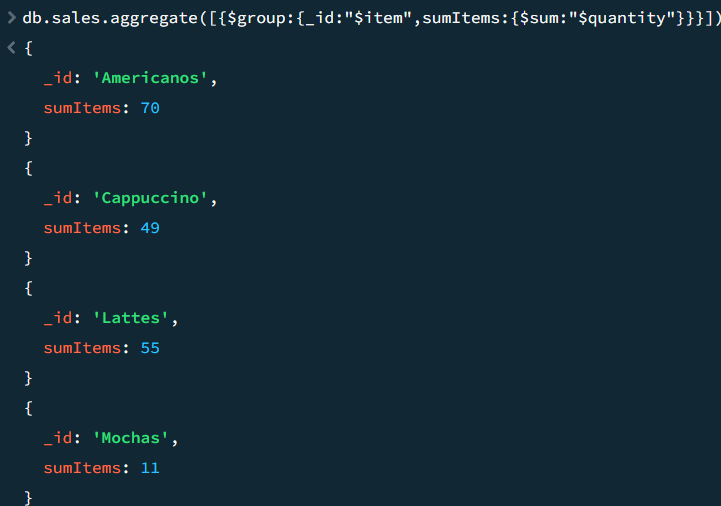 db.sales.aggregate([{$group:{_id:"$item",sumItems:{$sum:"$quantity"}}}])
{
_id: 'Americanos',
sumItems: 70
}
{
_id: 'Cappuccino',
sumItems: 49
}
{
_id: 'Lattes',
sumItems: 55
}
{
_id: 'Mochas',
sumItems: 11
}